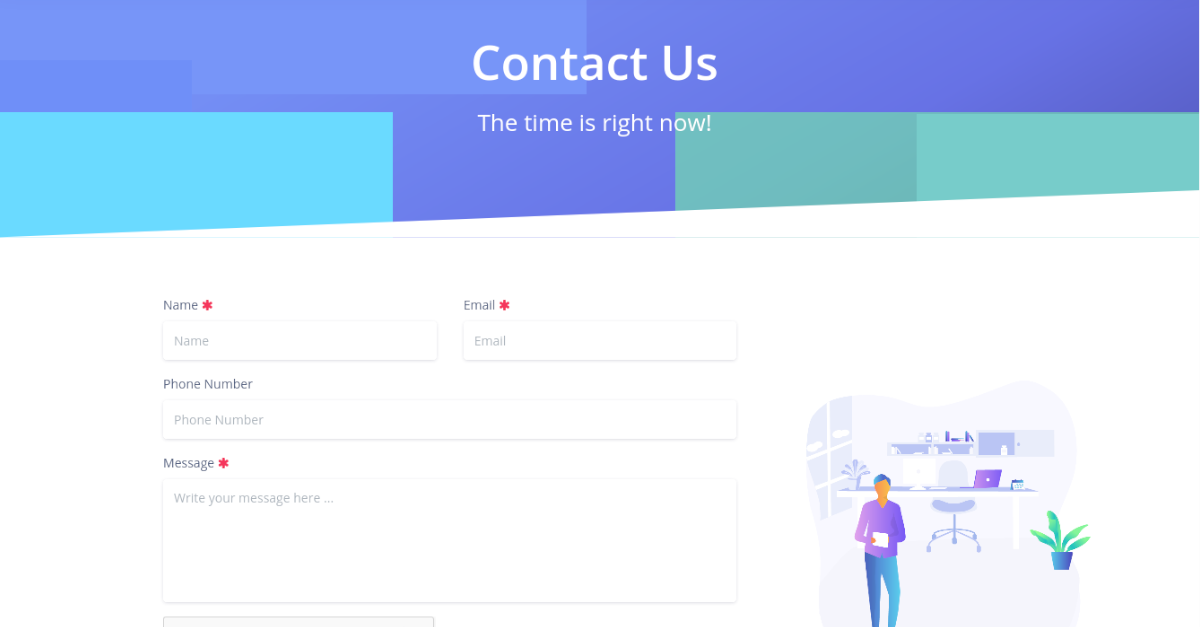 Contact Us
The time is right now!
Name ✱
Email ✱
Name
Email
Phone Number
Phone Number
Message ✱
Write your message here ...